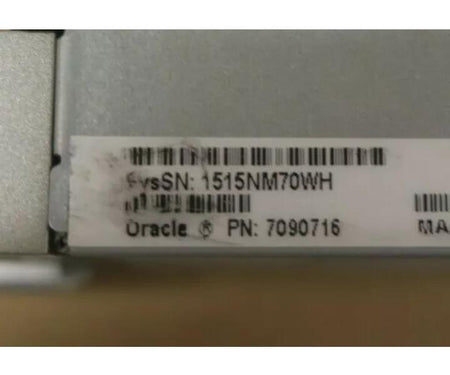 SysSN: 1515NM70WH
Oracle ® PN: 7090716 MA